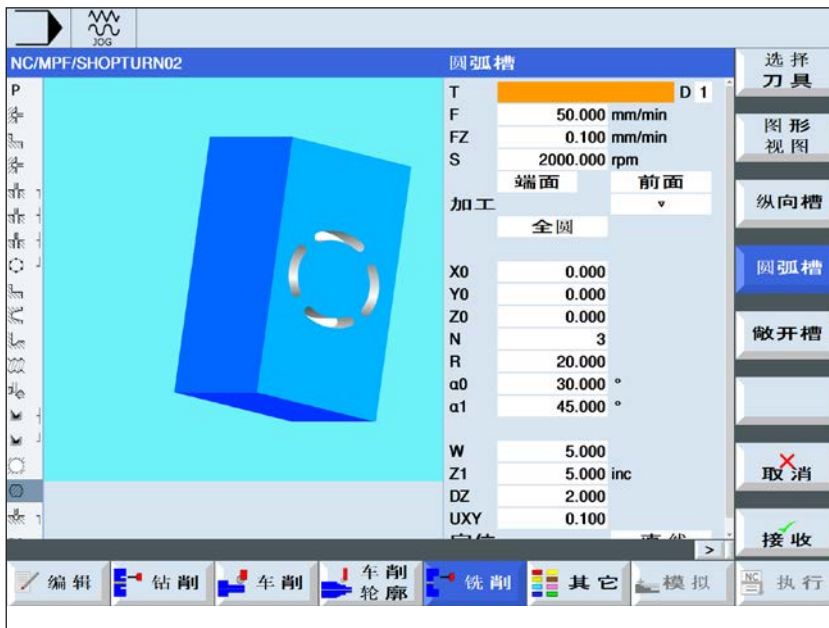 JOG
NC/MPF/SHOPTURN02
圆弧槽
P
T D 1
F 50.000 mm/min
FZ 0.100 mm/min
S 2000.000 rpm
端面 前面
加工 ▽
全圆
X0 0.000
Y0 0.000
Z0 0.000
N 3
R 20.000
α0 30.000 °
α1 45.000 °
W 5.000
Z1 5.000 inc
DZ 2.000
UXY 0.100
定位 直线
>
选择
刀具
图形
视图
纵向槽
圆弧槽
敞开槽
取消
接收
编辑
钻削
车削
车削
轮廓
铣削
其它
模拟
NC
执行